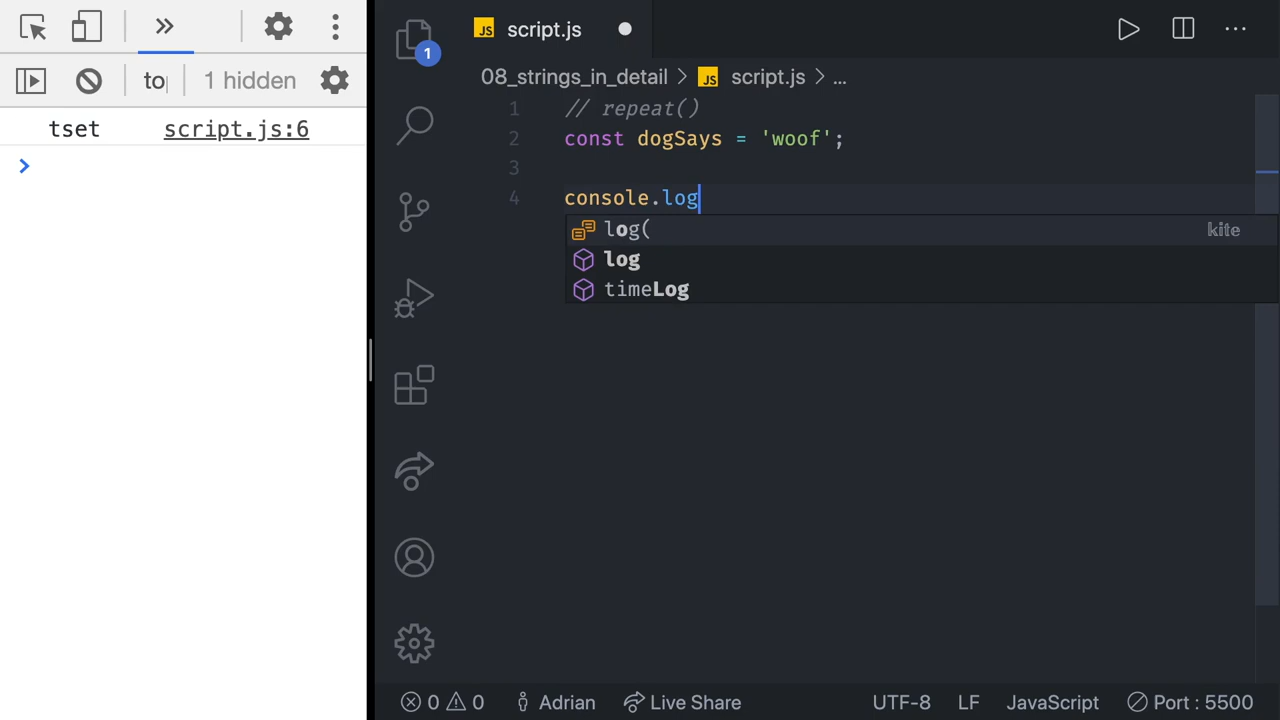 to
1 hidden
tset script.js:6
1
JS script.js
08_strings_in_detail > JS script.js > ...
1 // repeat()
2 const dogSays = 'woof';
3
4 console.log
log( kite
log
timeLog
0 0 Adrian Live Share UTF-8 LF JavaScript Port : 5500